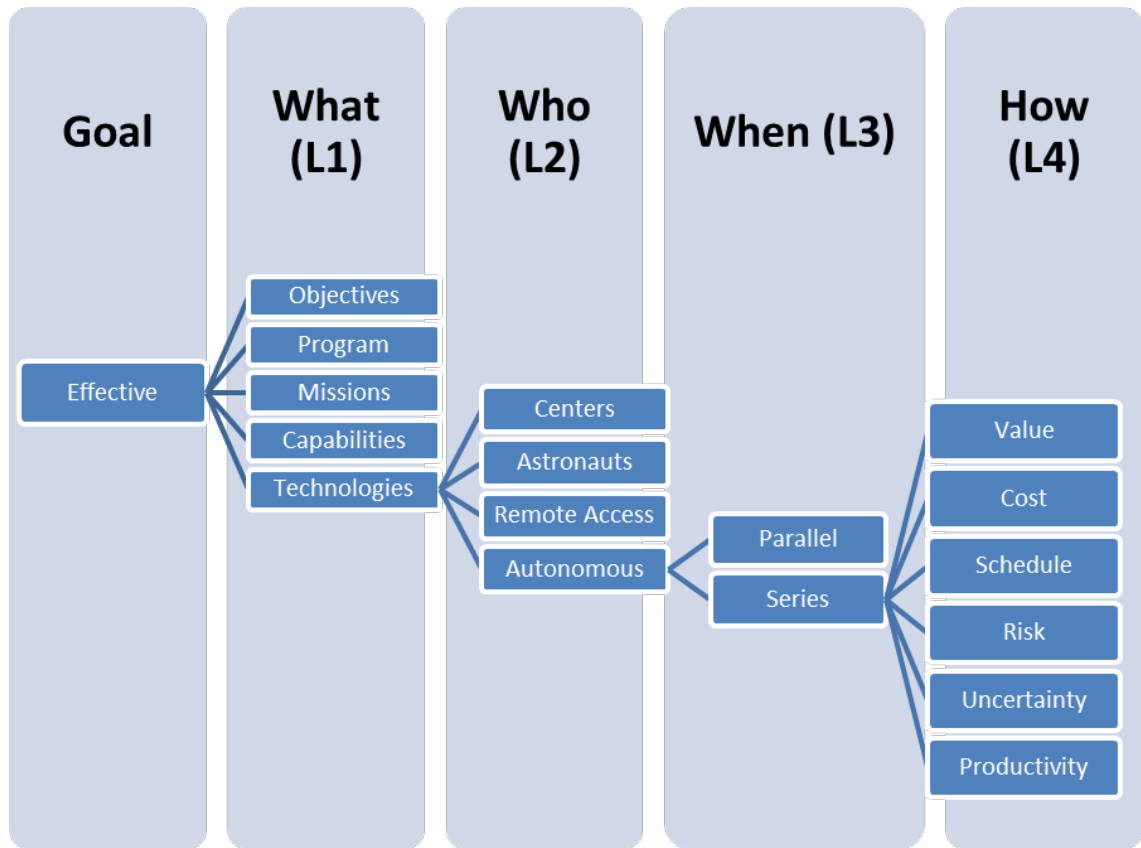 Goal
What
(L1)
Who
(L2)
When (L3)
How
(L4)
Effective
Objectives
Program
Missions
Capabilities
Technologies
Centers
Astronauts
Remote Access
Autonomous
Parallel
Series
Value
Cost
Schedule
Risk
Uncertainty
Productivity